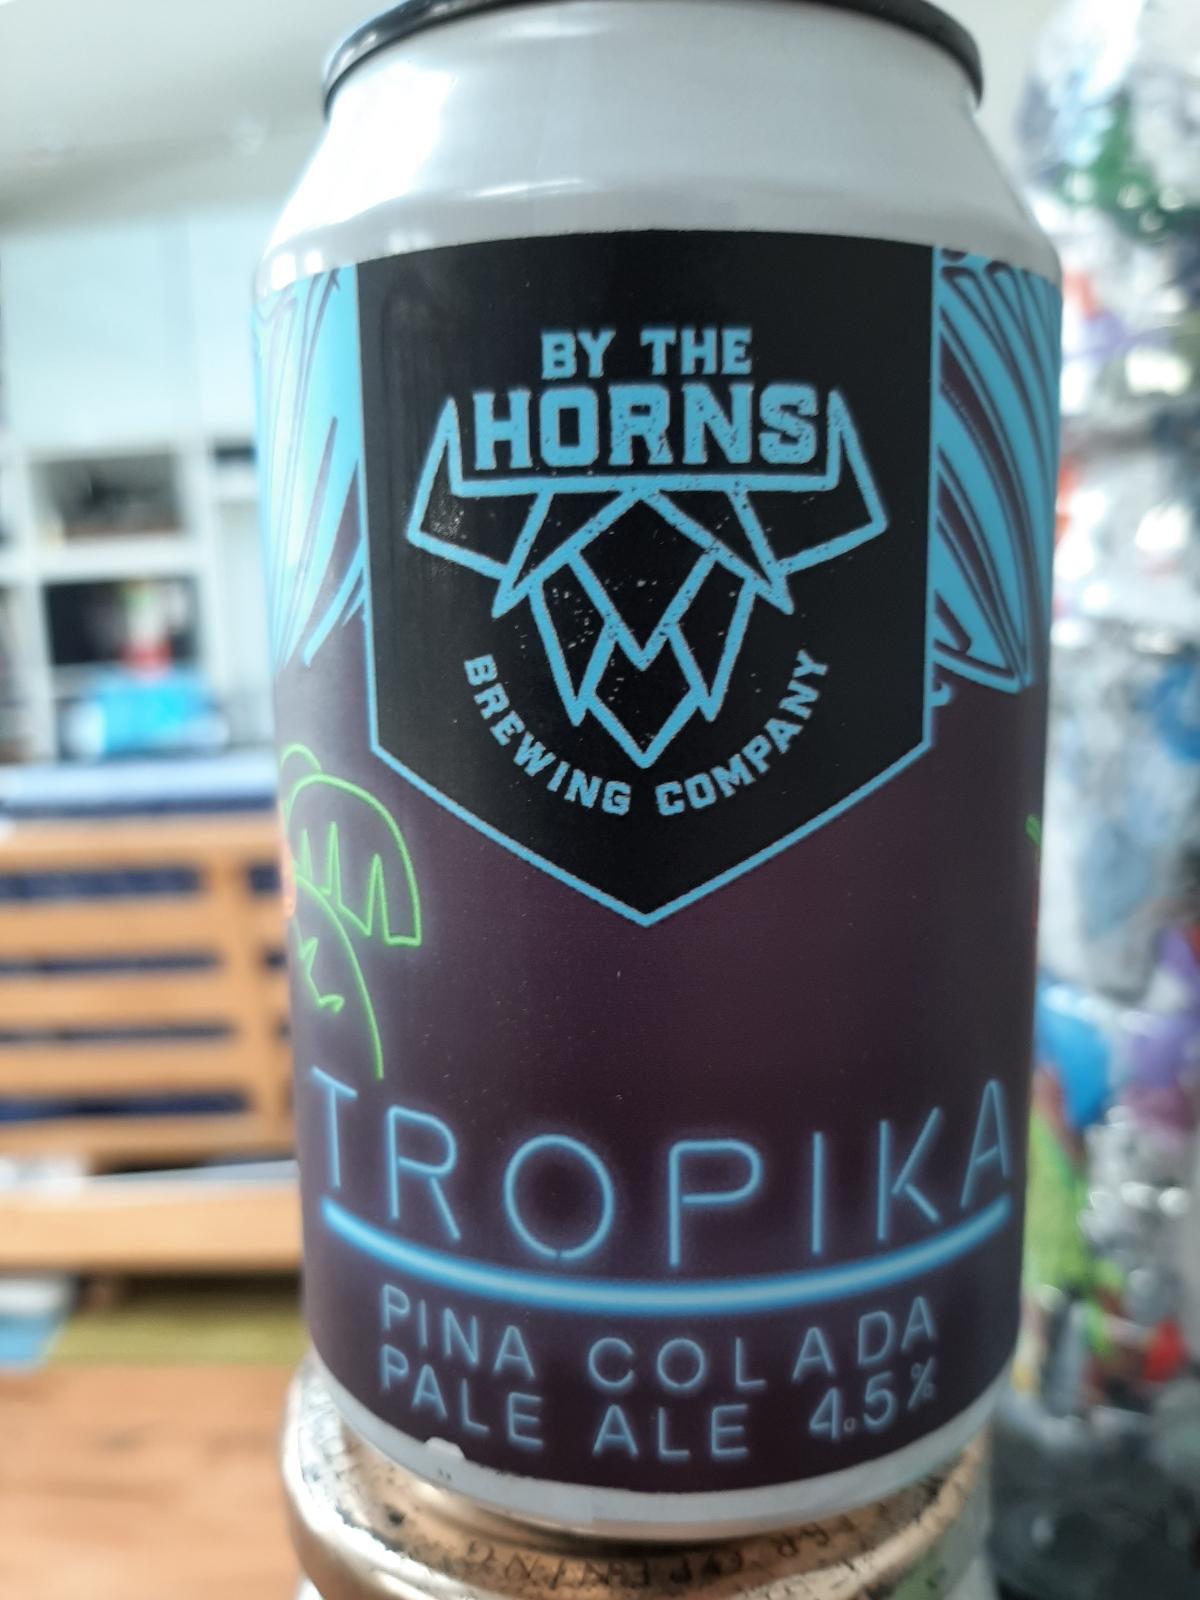 BY THE
HORNS
BREWING COMPANY
TROPIKA
PINA COLADA
PALE ALE 4.5%